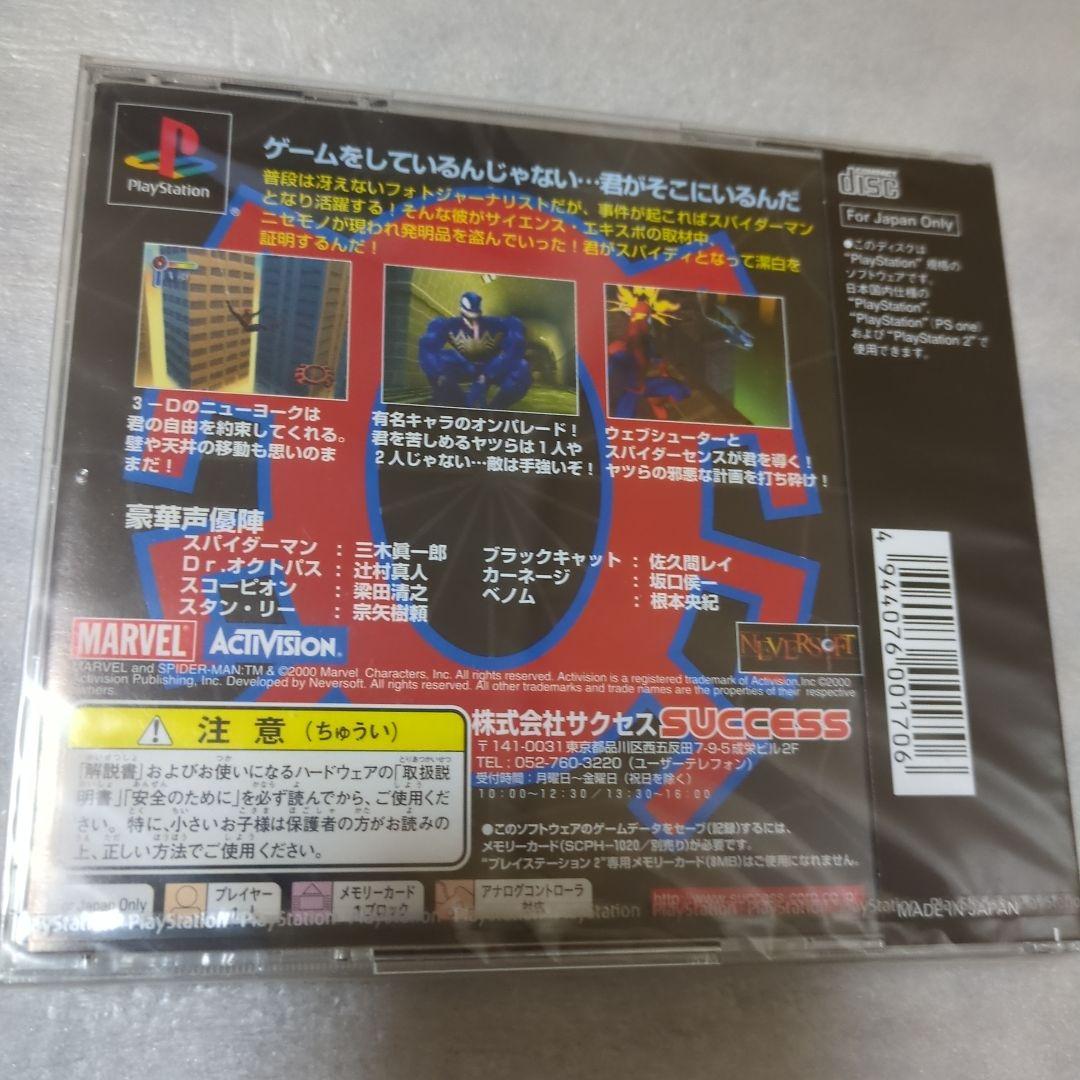 PlayStation
®
ゲームをしているんじゃない…君がそこにいるんだ
普段は冴えないフォトジャーナリストだが、事件が起これはスパイダーマン
となり活躍する！そんな彼がサイエンス・エキスポの取材中、
ニセモノが現われ発明品を盗んでいった！君がスパイディとなって潔白を
証明するんだ！
3-Dのニューヨークは
君の自由を約束してくれる。
壁や天井の移動も思いのま
まだ！
有名キャラのオンパレード！
君を苦しめるヤツらは1人や
2人じゃない…敵は手強いぞ！
ウェブシューターと
スパイダーセンスが君を導く！
ヤツらの邪悪な計画を打ち砕け！
豪華声優陣
スパイダーマン：三木眞一郎
Dr.オクトパス：辻村真人
スコーピオン：梁田清之
スタン・リー：宗矢樹頼
ブラックキャット：佐久間レイ
カーネージ：坂口侯一
ベノム：根本央紀
MARVEL ACTIVISION.
NEVERSOFT
MARVEL and SPIDER-MAN:TM & ©2000 Marvel Characters, Inc. All rights reserved. Activision is a registered trademark of Activision,Inc ©2000
Activision Publishing, Inc. Developed by Neversoft. All rights reserved. All other trademarks and trade names are the properties of their respective
owners.
注意（ちゅうい）
「解説書」およびお使いになるハードウェアの「取扱説
明書」「安全のために」を必ず読んでから、ご使用くだ
さい。特に、小さいお子様は保護者の方がお読みの
上、正しい方法でご使用ください。
株式会社サクセス SUCCESS
〒141-0031 東京都品川区西五反田7-9-5成栄ビル2F
TEL：052-760-3220（ユーザーテレフォン）
受付時間：月曜日～金曜日（祝日を除く）
10:00～12:30／13:30～16:00
●このソフトウェアのゲームデータをセーブ（記録）するには、
メモリーカード（SCPH-1020／別売り）が必要です。
“プレイステーション 2”専用メモリーカード（8MB）はご使用になれません。
For Japan Only
プレイヤー
メモリーカード
ブロック
アナログコントローラ
対応
http://www.success.co.jp
PlayStation PlayStation PlayStation PlayStation PlayStation PlayStation
MADE IN JAPAN
COMPACT
disc
For Japan Only
●このディスクは
“PlayStation” 規格の
ソフトウェアです。
日本国内仕様の
“PlayStation”,
“PlayStation”（PS one）
および“PlayStation 2”で
使用できます。
4 944076 001706